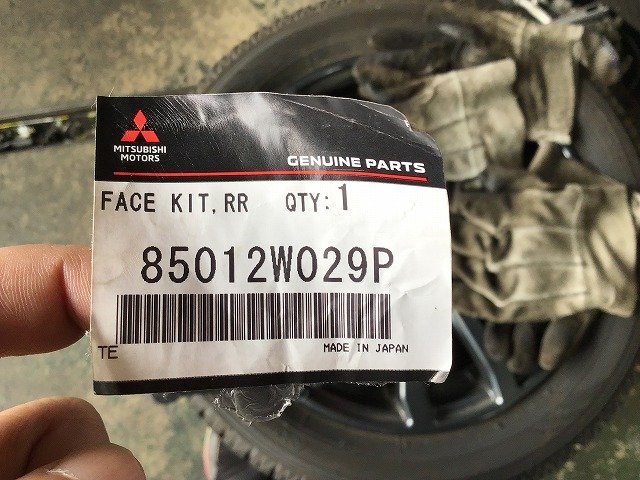 MITSUBISHI
MOTORS
GENUINE PARTS
FACE KIT,RR QTY:1
85012W029P
TE MADE IN JAPAN